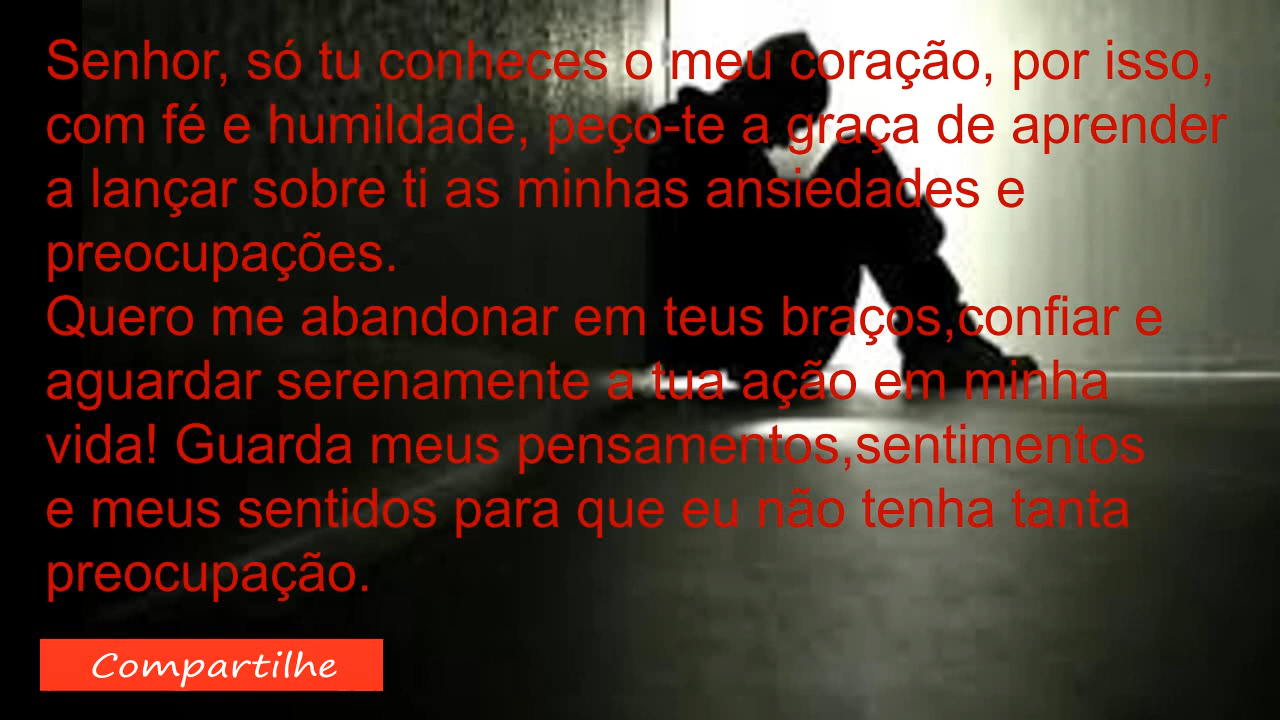 Senhor, só tu conheces o meu coração, por isso,
com fé e humildade, peço-te a graça de aprender
a lançar sobre ti as minhas ansiedades e
preocupações.
Quero me abandonar em teus braços,confiar e
aguardar serenamente a tua ação em minha
vida! Guarda meus pensamentos,sentimentos
e meus sentidos para que eu não tenha tanta
preocupação.
Compartilhe